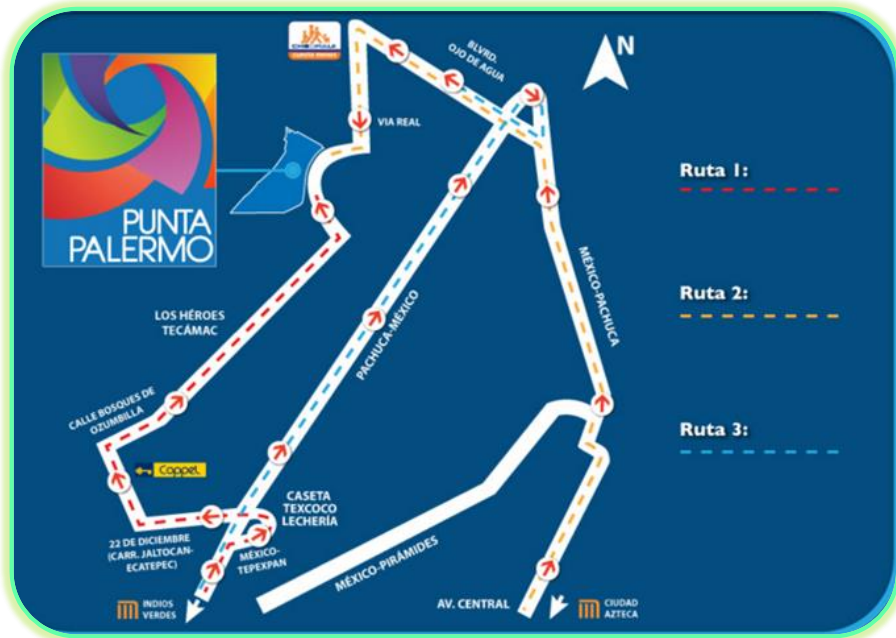 N
BLVRD.
OJO DE AGUA
VIA REAL
PUNTA
PALERMO
LOS HÉROES
TECÁMAC
PACHUCA-MÉXICO
MÉXICO-PACHUCA
CALLE BOSQUES DE
OZUMBILLA
Coppel
CASETA
TEXCOCO
LECHERÍA
22 DE DICIEMBRE
(CARR. JALTOCAN-
ECATEPEC)
MÉXICO-
TEPEXPAN
MÉXICO-PIRÁMIDES
INDIOS
VERDES
AV. CENTRAL
CIUDAD
AZTECA
Ruta 1:
Ruta 2:
Ruta 3: